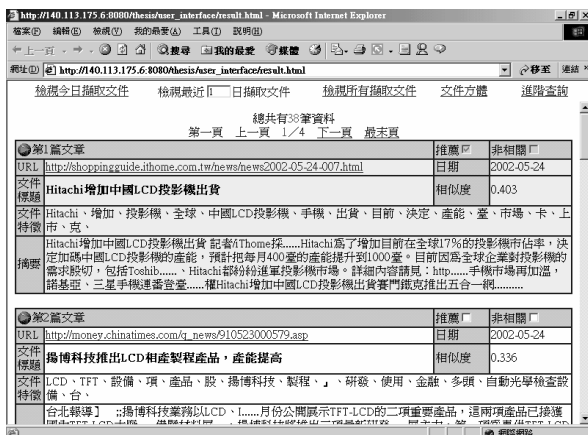 http://140.113.175.6:8080/thesis/user_interface/result.html - Microsoft Internet Explorer
檔案(F) 編輯(E) 檢視(V) 我的最愛(A) 工具(T) 說明(H)
上一頁 搜尋 我的最愛 媒體
網址(D) http://140.113.175.6:8080/thesis/user_interface/result.html 移至 連結 »
檢視今日擷取文件 檢視最近 1 日擷取文件 檢視所有擷取文件 文件方體 進階查詢
總共有38筆資料
第一頁 上一頁 1／4 下一頁 最末頁
第1篇文章 推薦 非相關
URL http://shoppingguide.ithome.com.tw/news/news2002-05-24-007.html 日期 2002-05-24
文件標題 Hitachi增加中國LCD投影機出貨 相似度 0.403
文件特徵 Hitachi、增加、投影機、全球、中國LCD投影機、手機、出貨、目前、決定、產能、臺、市場、卡、上
市、克、
摘要 Hitachi增加中國LCD投影機出貨 記者/iThome採......Hitachi為了增加目前在全球17%的投影機市佔率，決
定加碼中國LCD投影機的產能，預計把每月400臺的產能提升到1000臺。目前因為全球企業對投影機的
需求殷切，包括Toshib......、Hitachi都紛紛進軍投影機市場。詳細內容請見：http......手機市場再加溫，
諾基亞、三星手機連番登臺......權Hitachi增加中國LCD投影機出貨賽門鐵克推出五合一網..........
第2篇文章 推薦 非相關
URL http://money.chinatimes.com/q_news/910523000579.asp 日期 2002-05-24
文件標題 揚博科技推出LCD相產製程產品，產能提高 相似度 0.336
文件特徵 LCD、TFT、設備、項、產品、股、揚博科技、製程、」、研發、使用、金融、多頭、自動光學檢查設
備、台、
台北報導】 ;;揚博科技業務以LCD、I......月份公開展示TFT-LCD的二項重要產品，這兩項產品已接獲